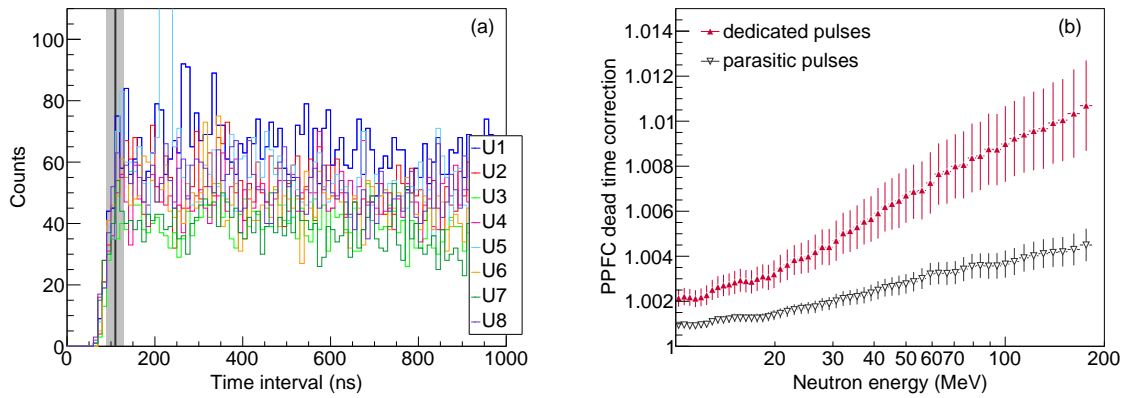 (a)
100
80
60
40
20
0
Counts
0 200 400 600 800 1000
Time interval (ns)
U1
U2
U3
U4
U5
U6
U7
U8
(b)
dedicated pulses
parasitic pulses
1.014
1.012
1.01
1.008
1.006
1.004
1.002
1
PPFC dead time correction
20 30 40 50 60 70 100 200
Neutron energy (MeV)